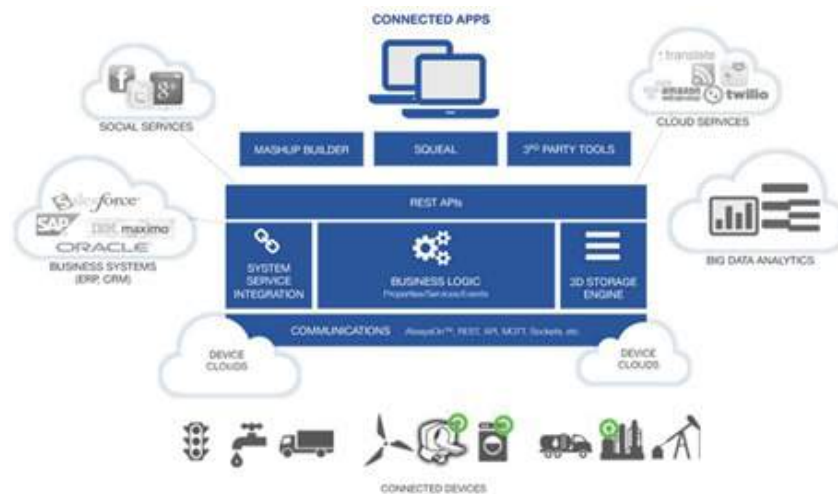 CONNECTED APPS
translate
amazon
twilio
SOCIAL SERVICES
CLOUD SERVICES
MASHUP BUILDER
SQUEAL
3RD PARTY TOOLS
REST APIs
salesforce
SAP
IBM maximo
ORACLE
BUSINESS SYSTEMS
(ERP, CRM)
SYSTEM
SERVICE
INTEGRATION
BUSINESS LOGIC
Properties/Services/Events
3D STORAGE
ENGINE
BIG DATA ANALYTICS
COMMUNICATIONS AlwaysOn™, REST, API, MQTT, Sockets, etc
DEVICE
CLOUDS
DEVICE
CLOUDS
CONNECTED DEVICES